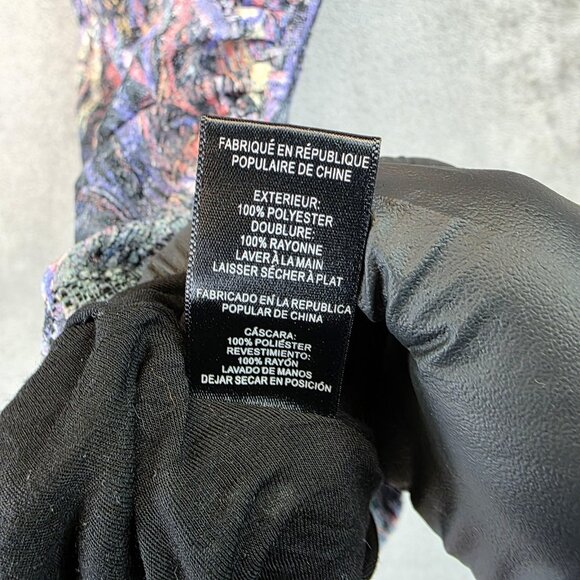 FABRIQUÉ EN RÉPUBLIQUE
POPULAIRE DE CHINE
EXTERIEUR:
100% POLYESTER
DOUBLURE:
100% RAYONNE
LAVER À LA MAIN
LAISSER SÉCHER À PLAT
FABRICADO EN LA REPUBLICA
POPULAR DE CHINA
CÁSCARA:
100% POLIÉSTER
REVESTIMIENTO:
100% RAYÓN
LAVADO DE MANOS
DEJAR SECAR EN POSICIÓN